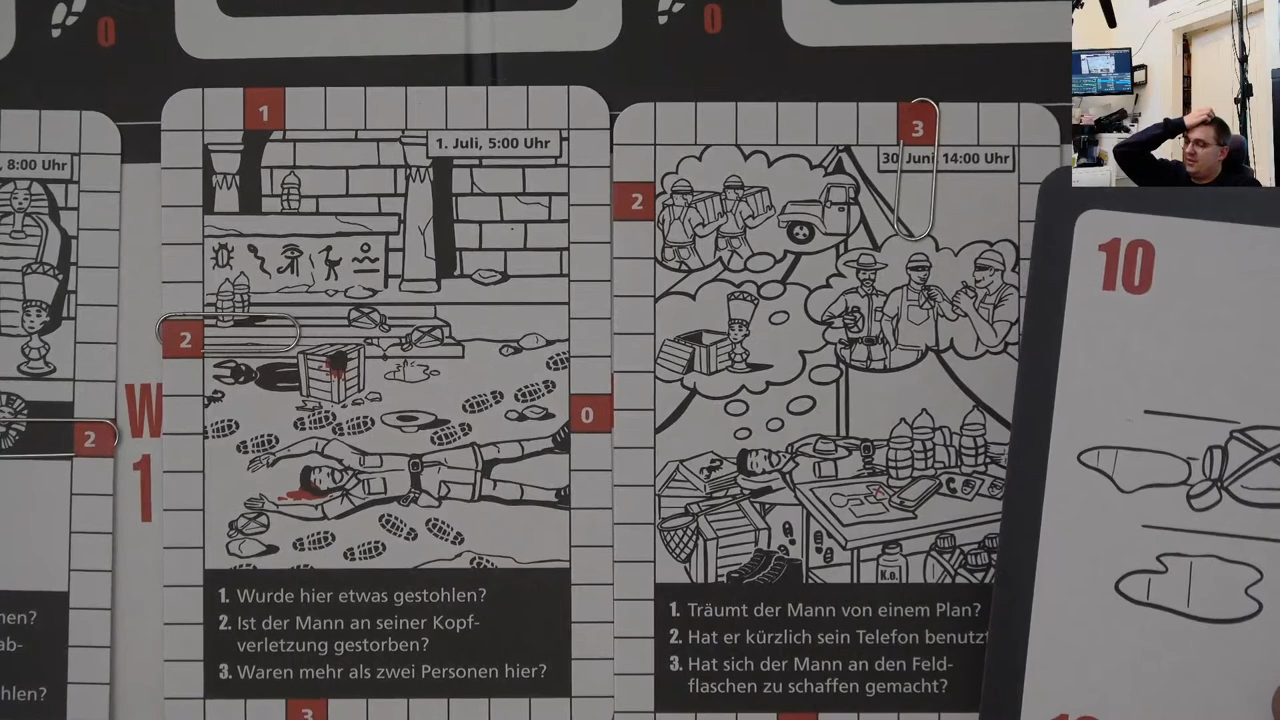 0
0
, 8:00 Uhr
2
hlen?
W
1
1
1. Juli, 5:00 Uhr
2
0
1. Wurde hier etwas gestohlen?
2. Ist der Mann an seiner Kopf-
verletzung gestorben?
3. Waren mehr als zwei Personen hier?
3
3
30. Juni, 14:00 Uhr
2
K.O.
1. Träumt der Mann von einem Plan?
2. Hat er kürzlich sein Telefon benutzt
3. Hat sich der Mann an den Feld-
flaschen zu schaffen gemacht?
10